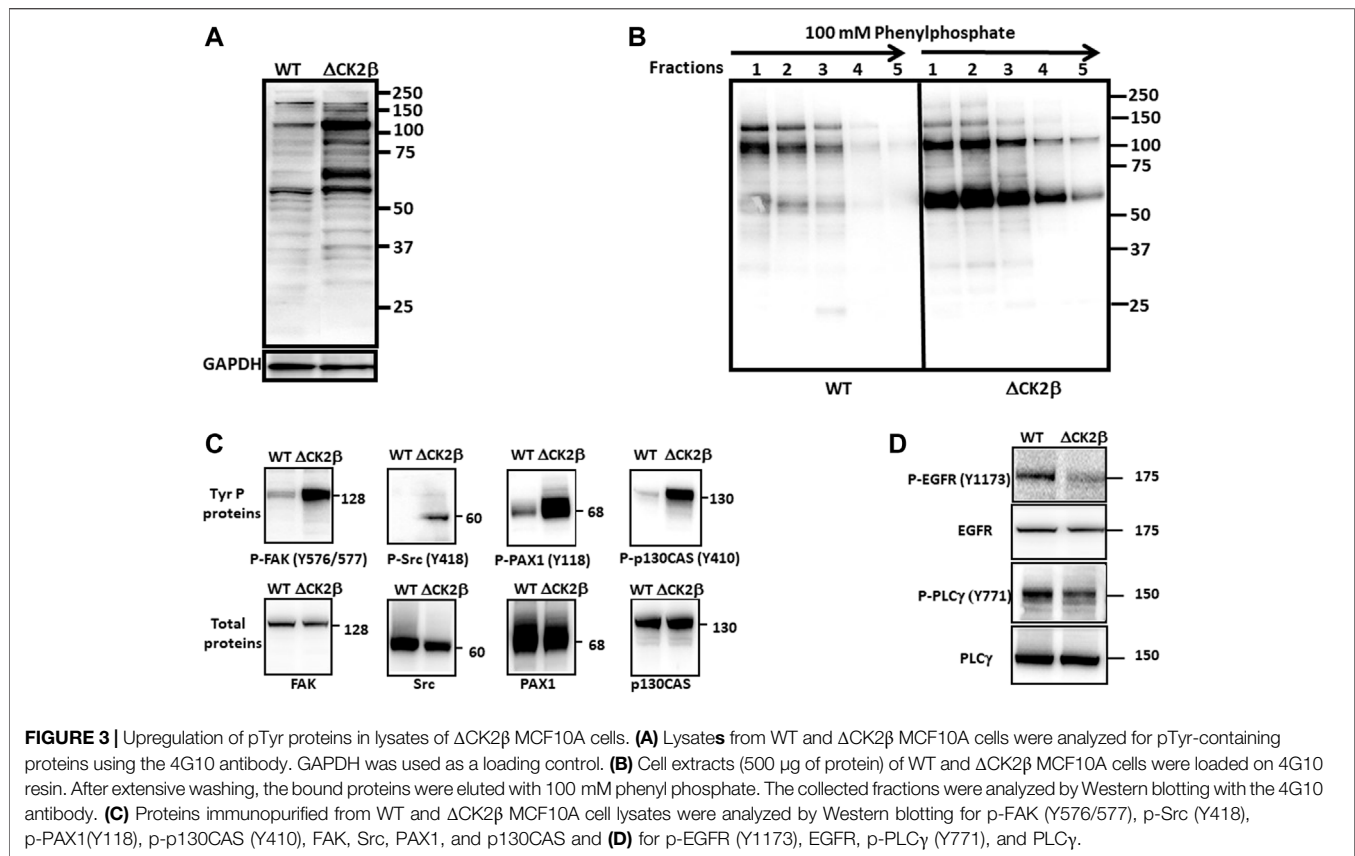 A
WT ΔCK2β
250
150
100
75
50
37
25
GAPDH
B
100 mM Phenylphosphate
Fractions 1 2 3 4 5 1 2 3 4 5
250
150
100
75
50
37
25
WT ΔCK2β
C
WT ΔCK2β WT ΔCK2β WT ΔCK2β WT ΔCK2β
Tyr P
proteins
128 60 68 130
P-FAK (Y576/577) P-Src (Y418) P-PAX1 (Y118) P-p130CAS (Y410)
WT ΔCK2β WT ΔCK2β WT ΔCK2β WT ΔCK2β
Total
proteins
128 60 68 130
FAK Src PAX1 p130CAS
D
WT ΔCK2β
P-EGFR (Y1173) 175
EGFR 175
P-PLCγ (Y771) 150
PLCγ 150
FIGURE 3 | Upregulation of pTyr proteins in lysates of ΔCK2β MCF10A cells. (A) Lysates from WT and ΔCK2β MCF10A cells were analyzed for pTyr-containing
proteins using the 4G10 antibody. GAPDH was used as a loading control. (B) Cell extracts (500 μg of protein) of WT and ΔCK2β MCF10A cells were loaded on 4G10
resin. After extensive washing, the bound proteins were eluted with 100 mM phenyl phosphate. The collected fractions were analyzed by Western blotting with the 4G10
antibody. (C) Proteins immunopurified from WT and ΔCK2β MCF10A cell lysates were analyzed by Western blotting for p-FAK (Y576/577), p-Src (Y418),
p-PAX1(Y118), p-p130CAS (Y410), FAK, Src, PAX1, and p130CAS and (D) for p-EGFR (Y1173), EGFR, p-PLCγ (Y771), and PLCγ.